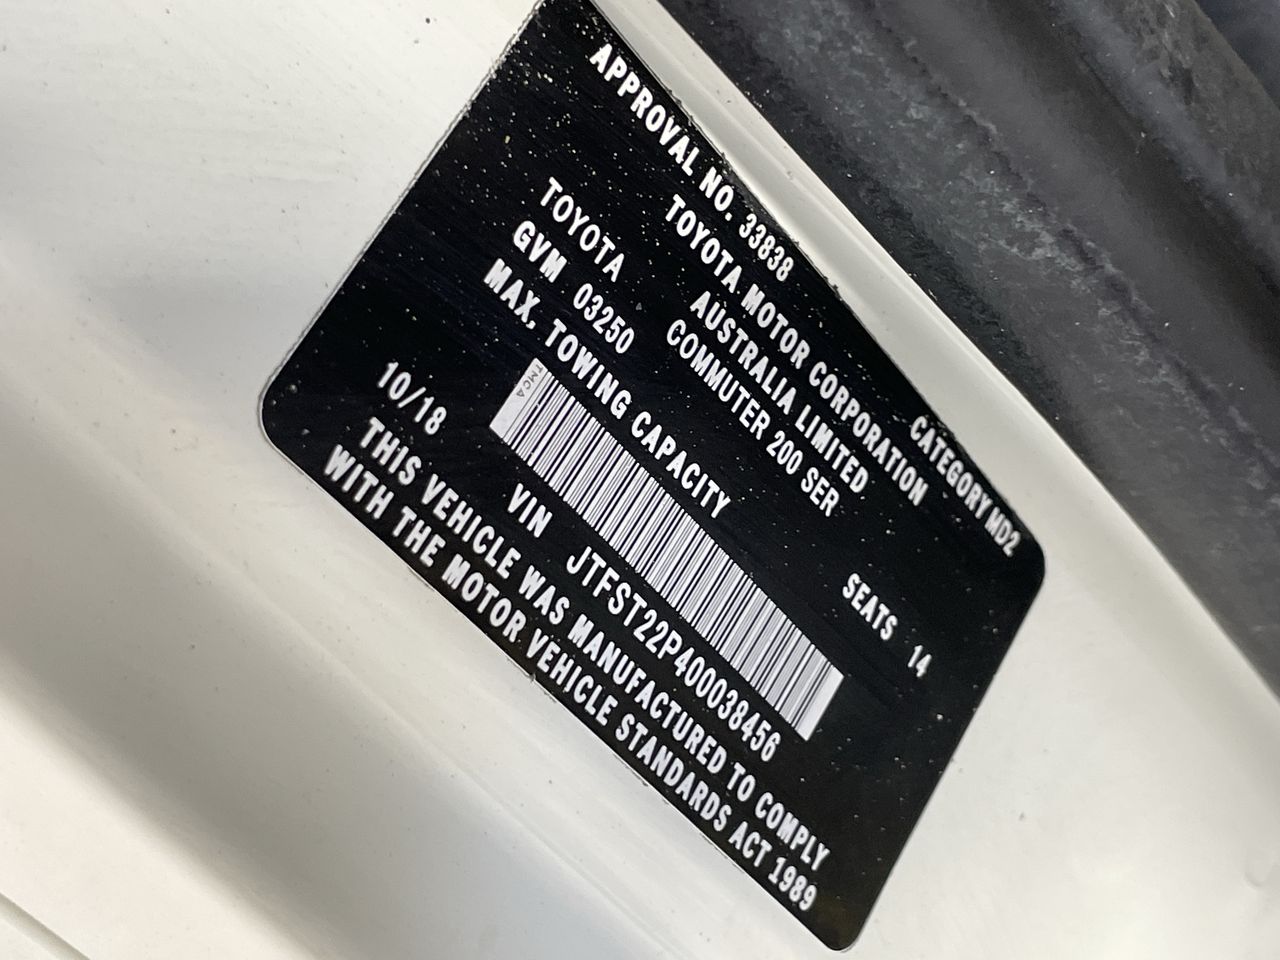 APPROVAL NO. 33838 CATEGORY MD2
TOYOTA MOTOR CORPORATION
AUSTRALIA LIMITED
TOYOTA COMMUTER 200 SER
GVM 03250 SEATS 14
MAX. TOWING CAPACITY
TMCA
10/18 VIN JTFST22P400038456
THIS VEHICLE WAS MANUFACTURED TO COMPLY
WITH THE MOTOR VEHICLE STANDARDS ACT 1989